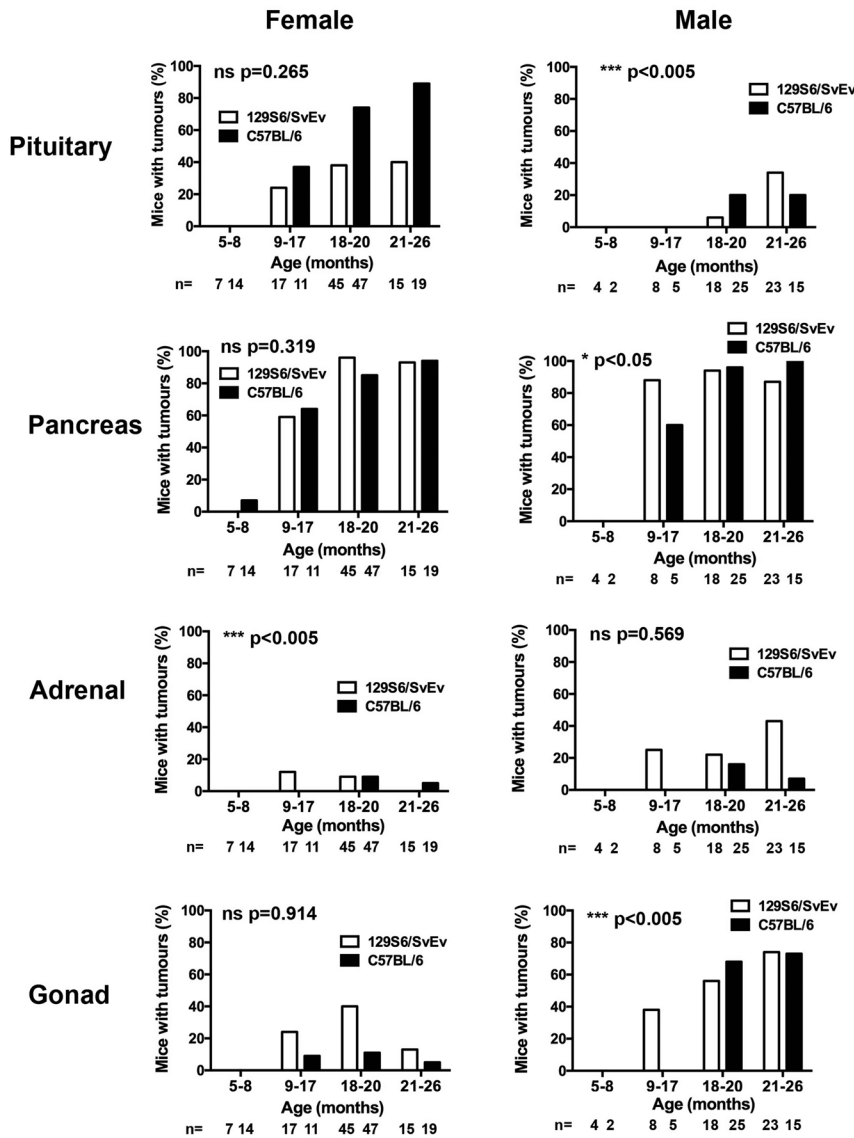 Female
Male
Pituitary
Mice with tumours (%)
100
80
60
40
20
0
ns p=0.265
129S6/SvEv
C57BL/6
5-8 9-17 18-20 21-26
Age (months)
n= 7 14 17 11 45 47 15 19
Mice with tumours (%)
100
80
60
40
20
0
*** p<0.005
129S6/SvEv
C57BL/6
5-8 9-17 18-20 21-26
Age (months)
n= 4 2 8 5 18 25 23 15
Pancreas
Mice with tumours (%)
100
80
60
40
20
0
ns p=0.319
129S6/SvEv
C57BL/6
5-8 9-17 18-20 21-26
Age (months)
n= 7 14 17 11 45 47 15 19
Mice with tumours (%)
100
80
60
40
20
0
* p<0.05
129S6/SvEv
C57BL/6
5-8 9-17 18-20 21-26
Age (months)
n= 4 2 8 5 18 25 23 15
Adrenal
Mice with tumours (%)
100
80
60
40
20
0
*** p<0.005
129S6/SvEv
C57BL/6
5-8 9-17 18-20 21-26
Age (months)
n= 7 14 17 11 45 47 15 19
Mice with tumours (%)
100
80
60
40
20
0
ns p=0.569
129S6/SvEv
C57BL/6
5-8 9-17 18-20 21-26
Age (months)
n= 4 2 8 5 18 25 23 15
Gonad
Mice with tumours (%)
100
80
60
40
20
0
ns p=0.914
129S6/SvEv
C57BL/6
5-8 9-17 18-20 21-26
Age (months)
n= 7 14 17 11 45 47 15 19
Mice with tumours (%)
100
80
60
40
20
0
*** p<0.005
129S6/SvEv
C57BL/6
5-8 9-17 18-20 21-26
Age (months)
n= 4 2 8 5 18 25 23 15